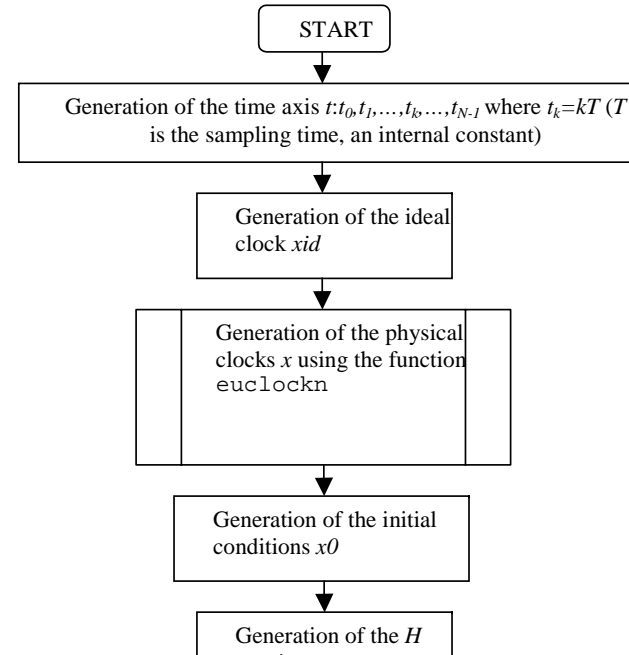 START
Generation of the time axis t:t0,t1,...,tk,...,tN-1 where tk=kT (T
is the sampling time, an internal constant)
Generation of the ideal
clock xid
Generation of the physical
clocks x using the function
euclockn
Generation of the initial
conditions x0
Generation of the H